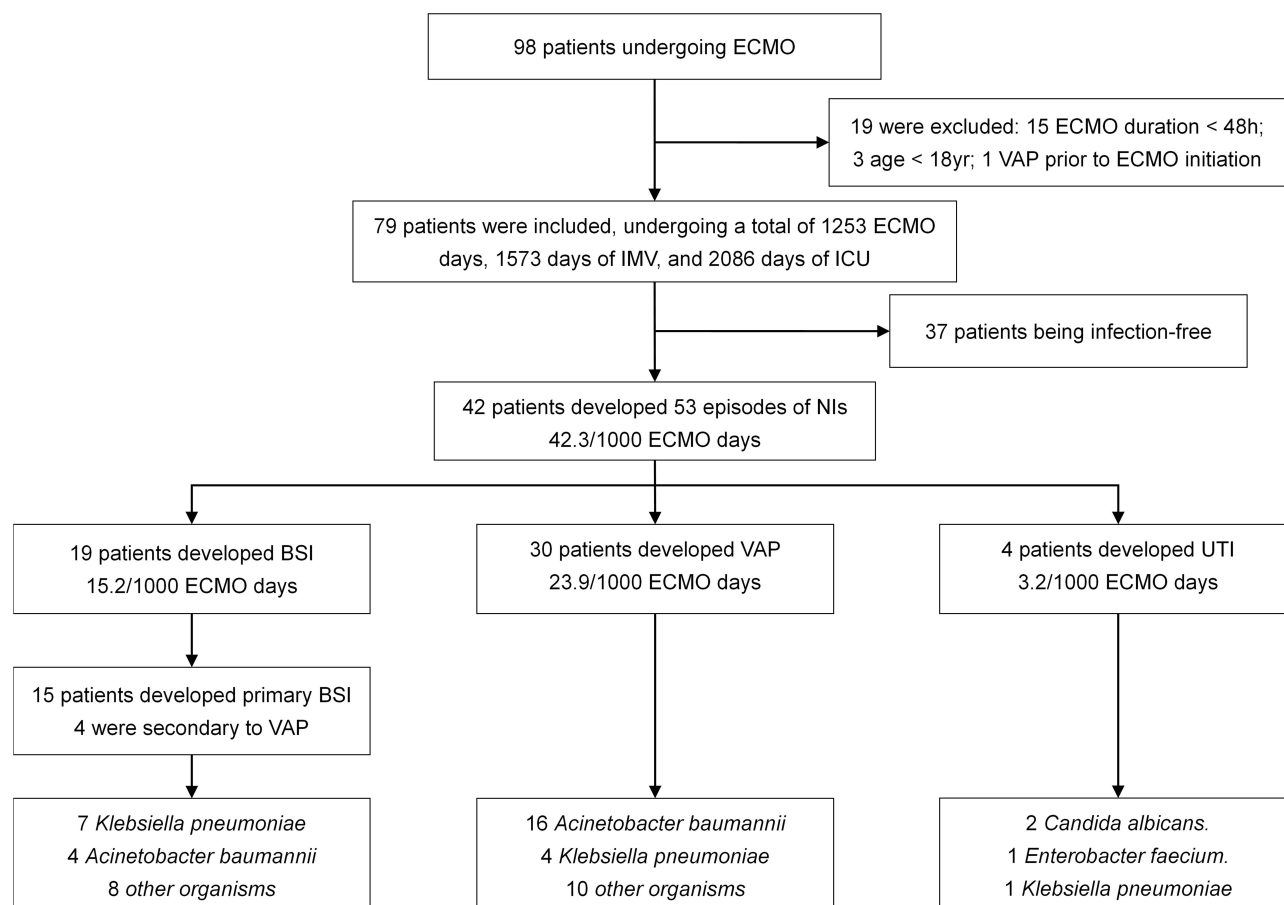 98 patients undergoing ECMO
19 were excluded: 15 ECMO duration < 48h;
3 age < 18yr; 1 VAP prior to ECMO initiation
79 patients were included, undergoing a total of 1253 ECMO
days, 1573 days of IMV, and 2086 days of ICU
37 patients being infection-free
42 patients developed 53 episodes of NIs
42.3/1000 ECMO days
19 patients developed BSI
15.2/1000 ECMO days
30 patients developed VAP
23.9/1000 ECMO days
4 patients developed UTI
3.2/1000 ECMO days
15 patients developed primary BSI
4 were secondary to VAP
7 Klebsiella pneumoniae
4 Acinetobacter baumannii
8 other organisms
16 Acinetobacter baumannii
4 Klebsiella pneumoniae
10 other organisms
2 Candida albicans.
1 Enterobacter faecium.
1 Klebsiella pneumoniae